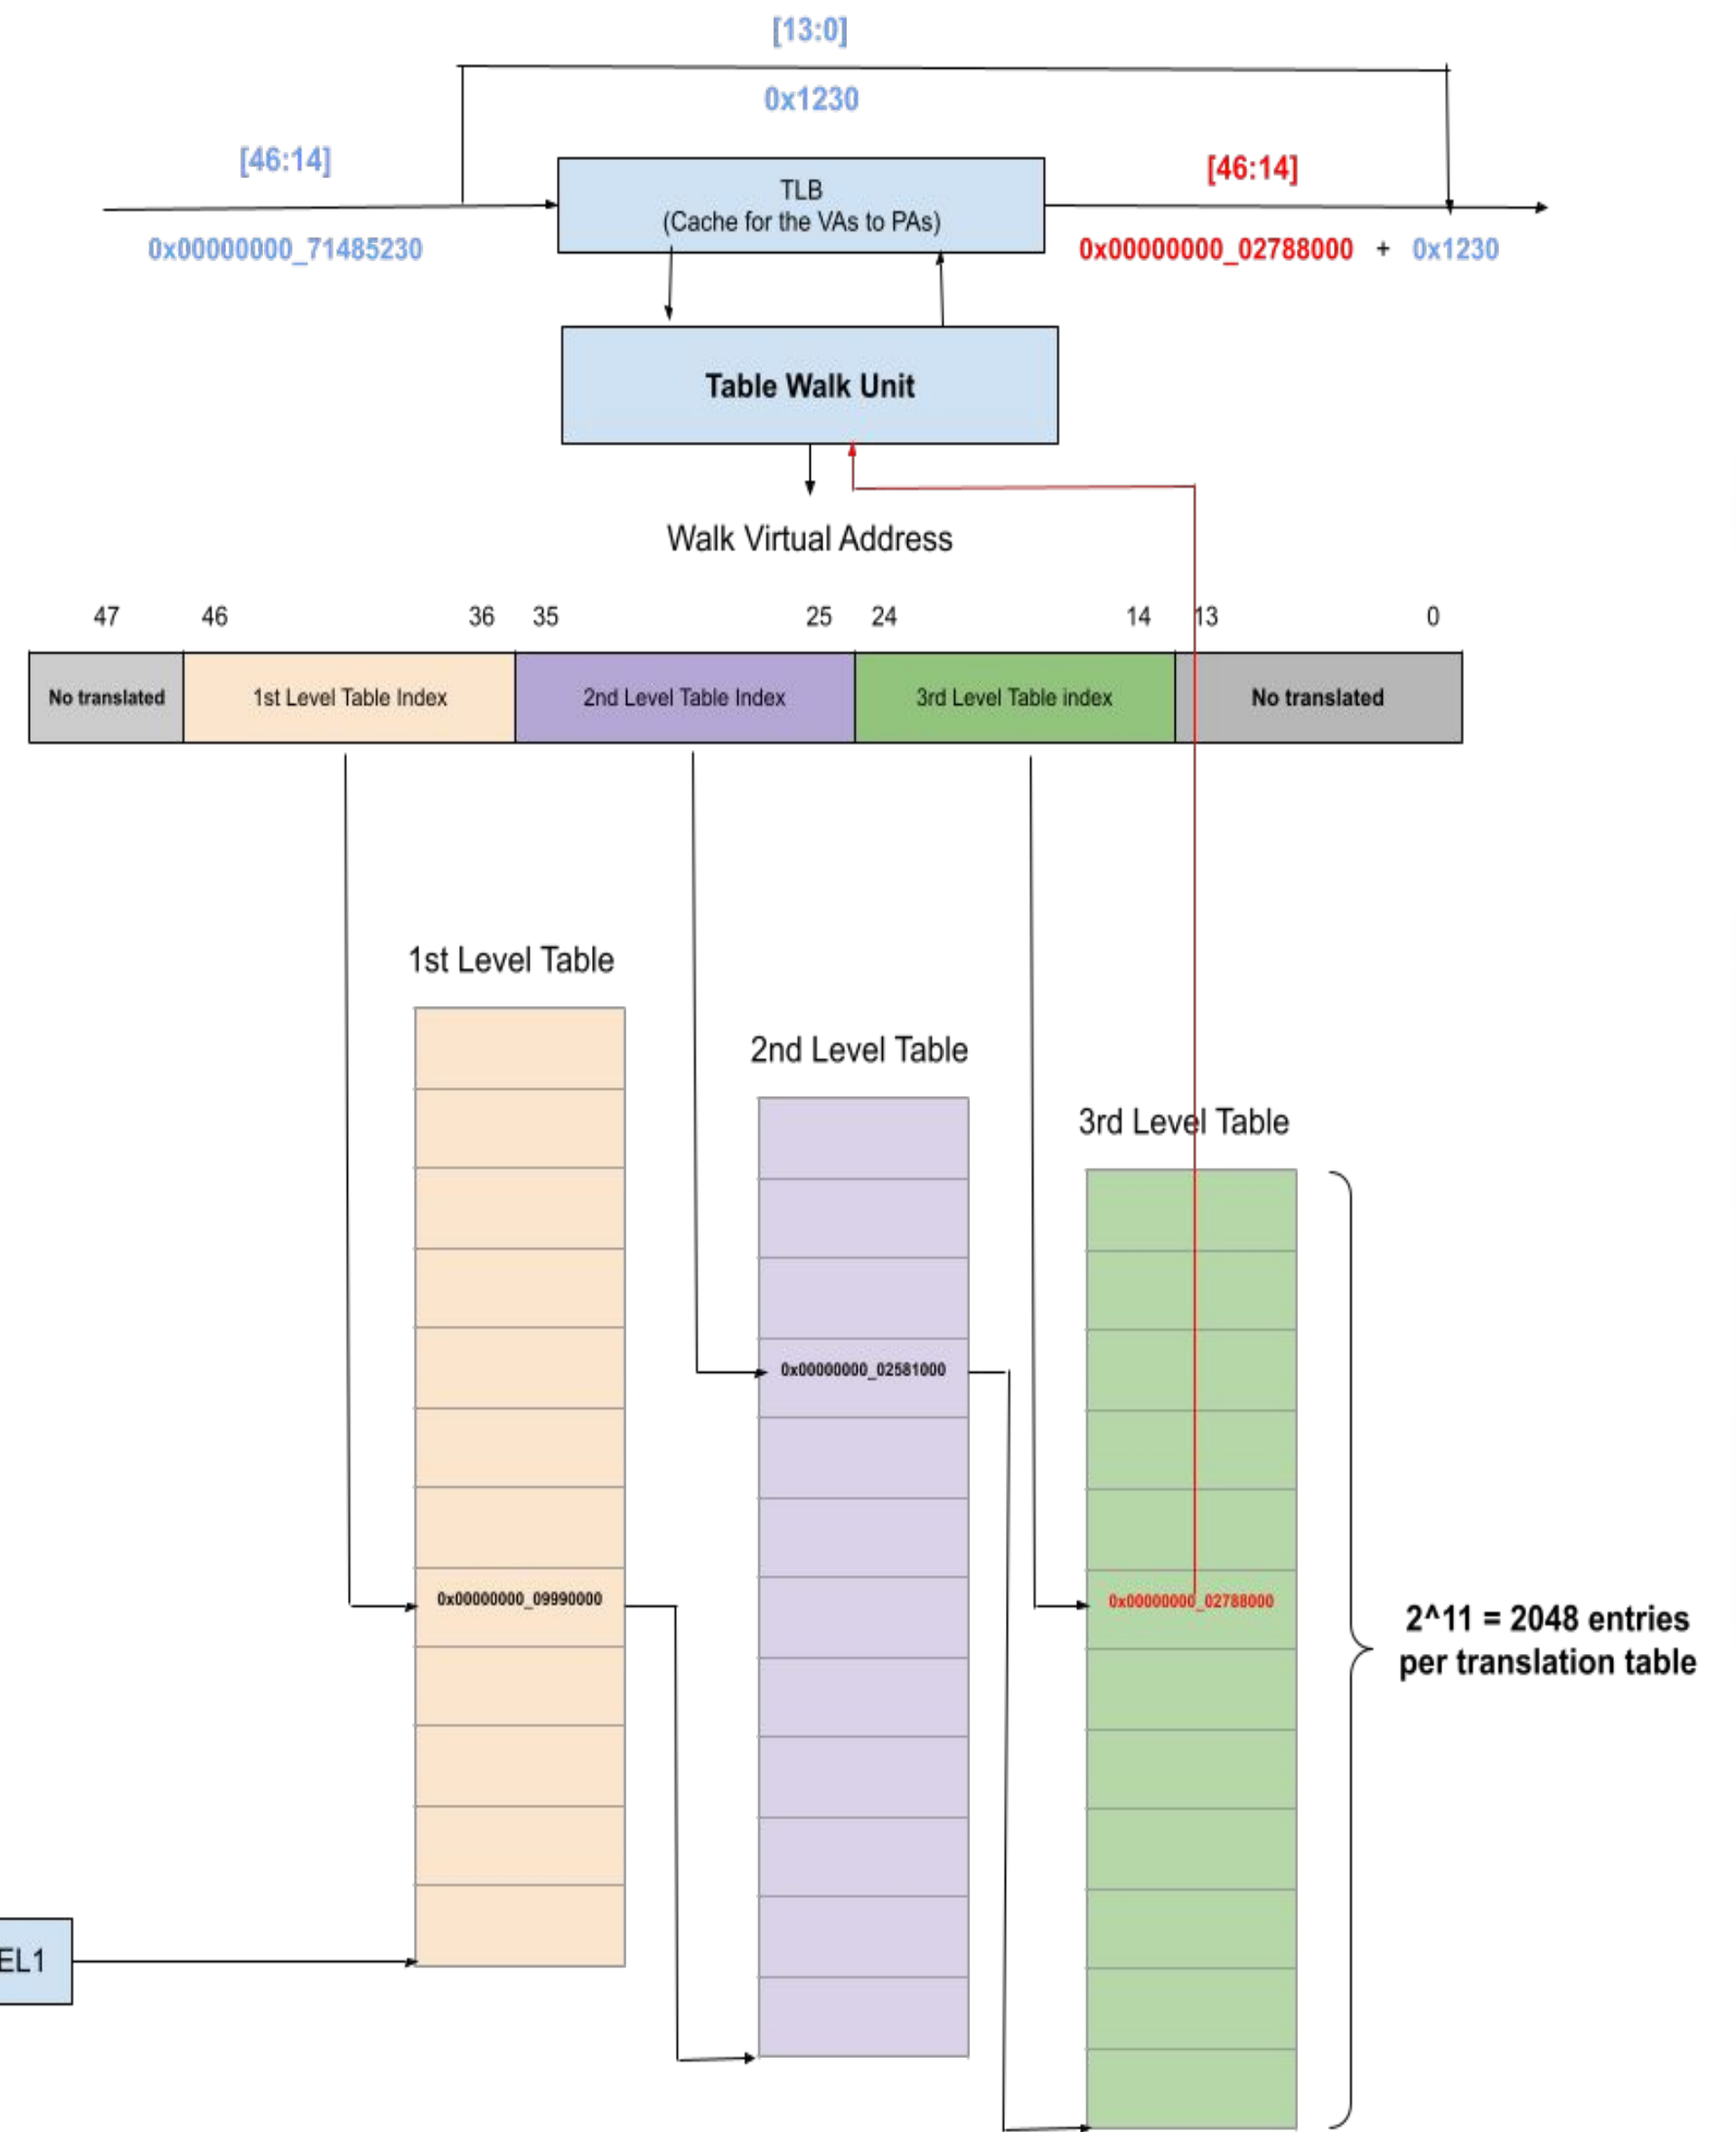 [13:0]
0x1230
[46:14]
0x00000000_71485230
TLB
(Cache for the VAs to PAs)
[46:14]
0x00000000_02788000 + 0x1230
Table Walk Unit
Walk Virtual Address
47 46 36 35 25 24 14 13 0
No translated 1st Level Table Index 2nd Level Table Index 3rd Level Table index No translated
1st Level Table
2nd Level Table
3rd Level Table
0x00000000_02581000
0x00000000_09990000
0x00000000_02788000
2^11 = 2048 entries
per translation table
EL1